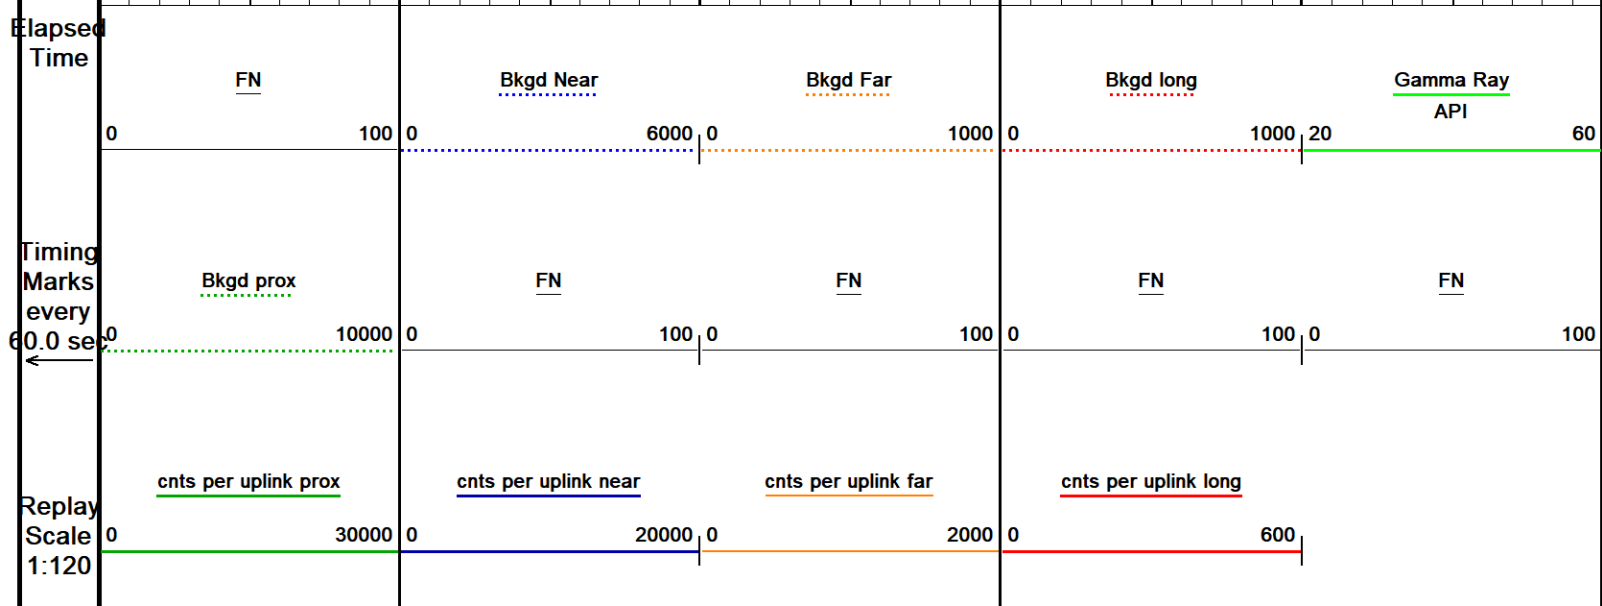 Elapsed
Time
FN
Bkgd Near
Bkgd Far
Bkgd long
Gamma Ray
API
0 100 0 6000 0 1000 0 1000 20 60
Timing
Marks
every
60.0 sec
Bkgd prox
FN
FN
FN
FN
0 10000 0 100 0 100 0 100 0 100
cnts per uplink prox
cnts per uplink near
cnts per uplink far
cnts per uplink long
Replay
Scale
1:120
0 30000 0 20000 0 2000 0 600